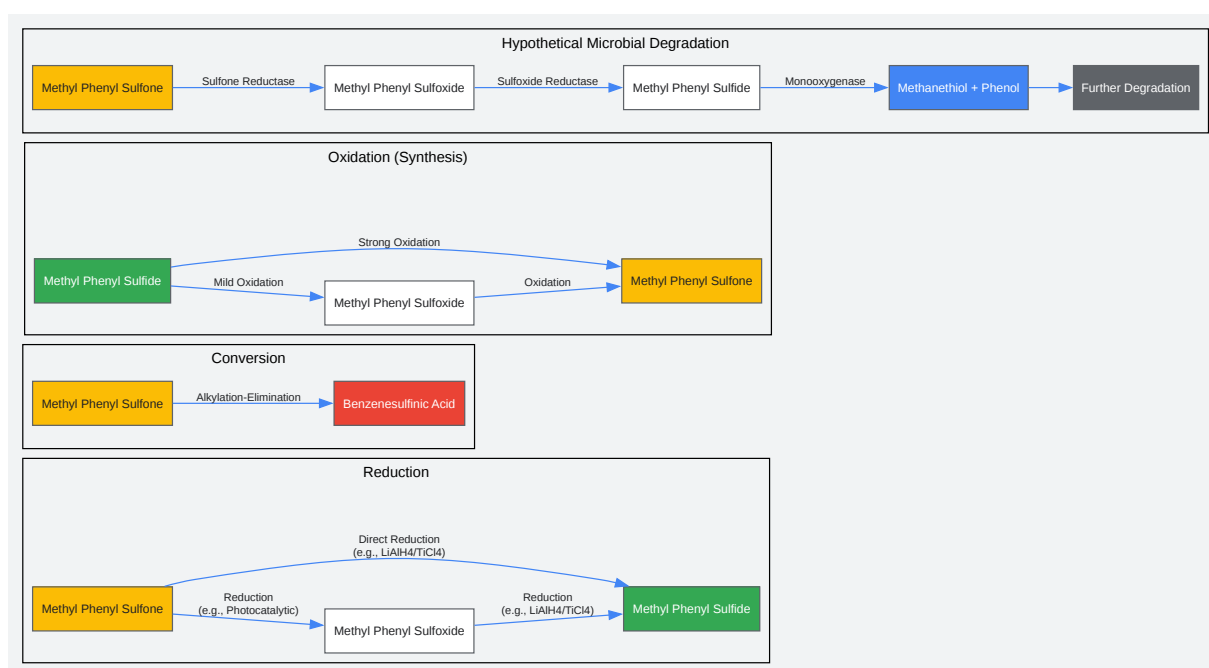 Hypothetical Microbial Degradation
Methyl Phenyl Sulfone
Sulfone Reductase
Methyl Phenyl Sulfoxide
Sulfoxide Reductase
Methyl Phenyl Sulfide
Monooxygenase
Methanethiol + Phenol
Further Degradation
Oxidation (Synthesis)
Strong Oxidation
Methyl Phenyl Sulfide
Mild Oxidation
Methyl Phenyl Sulfoxide
Oxidation
Methyl Phenyl Sulfone
Conversion
Methyl Phenyl Sulfone
Alkylation-Elimination
Benzenesulfinic Acid
Reduction
Direct Reduction
(e.g., LiAlH4/TiCl4)
Methyl Phenyl Sulfone
Reduction
(e.g., Photocatalytic)
Methyl Phenyl Sulfoxide
Reduction
(e.g., LiAlH4/TiCl4)
Methyl Phenyl Sulfide